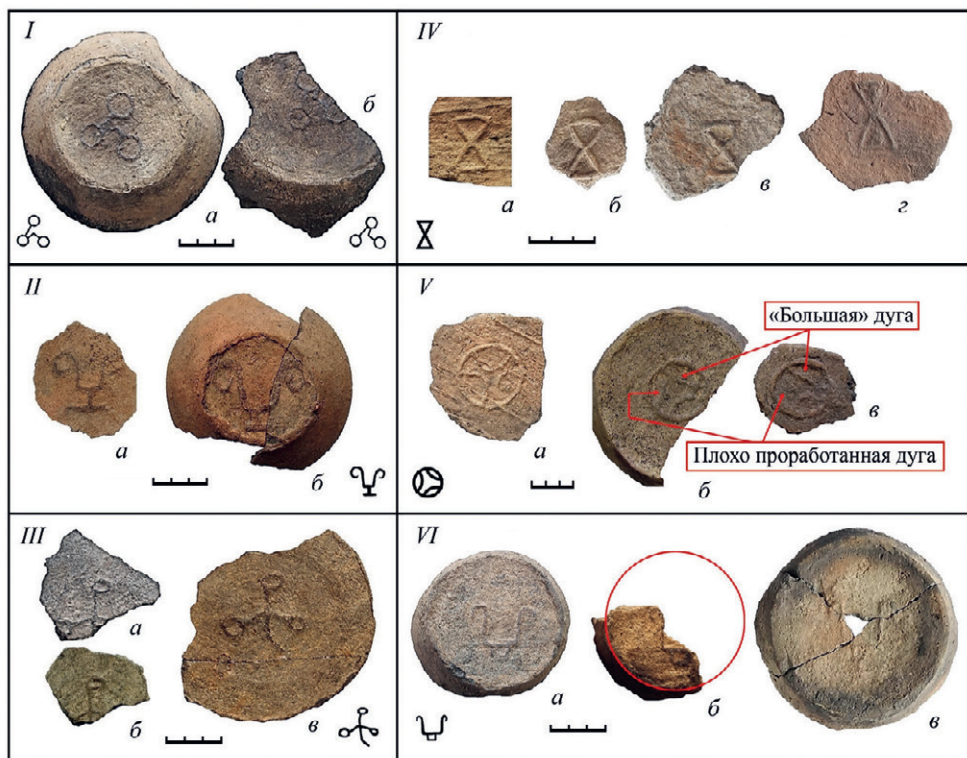 I
б
а
IV
а
б
в
г
II
а
б
V
«Большая» дуга
а
в
Плохо проработанная дуга
б
III
а
б
в
VI
а
б
в